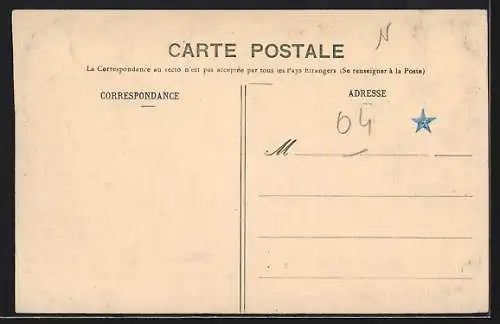 N
CARTE POSTALE
La Correspondance au recto n'est pas acceptée par tous les Pays Etrangers (Se renseigner à la Poste)
CORRESPONDANCE
ADRESSE
04
M